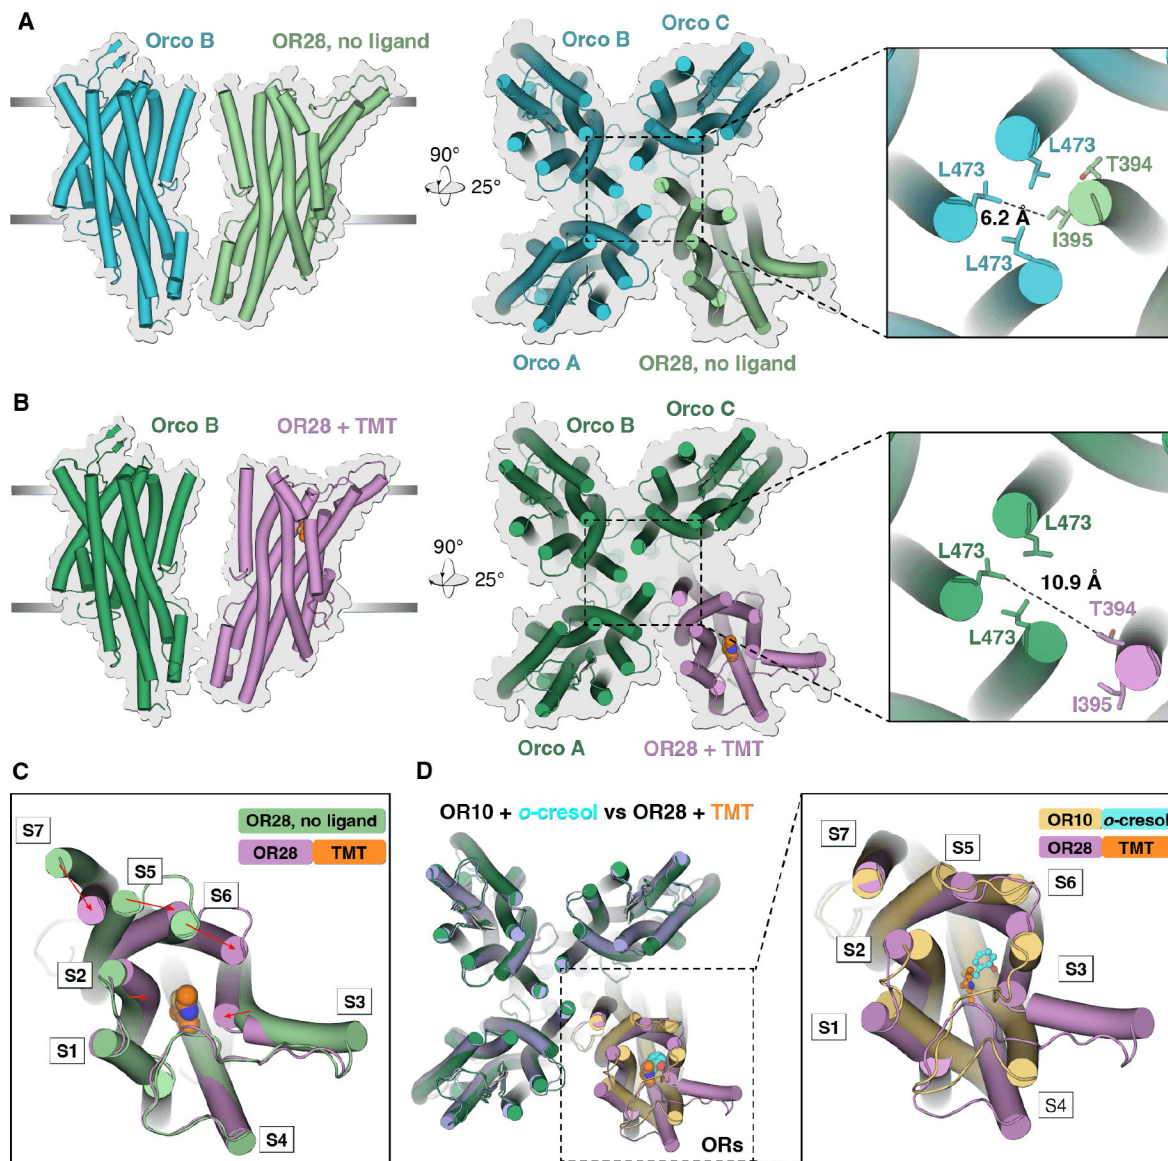 A
Orco B
OR28, no ligand
90°
25°
Orco B
Orco C
Orco A
OR28, no ligand
L473
L473
T394
6.2 Å
I395
L473
B
Orco B
OR28 + TMT
90°
25°
Orco B
Orco C
Orco A
OR28 + TMT
L473
L473
10.9 Å
T394
L473
I395
C
OR28, no ligand
OR28 TMT
S7
S5
S6
S2
S3
S1
S4
D
OR10 + o-cresol vs OR28 + TMT
ORs
OR10 o-cresol
OR28 TMT
S7
S5
S6
S2
S3
S1
S4